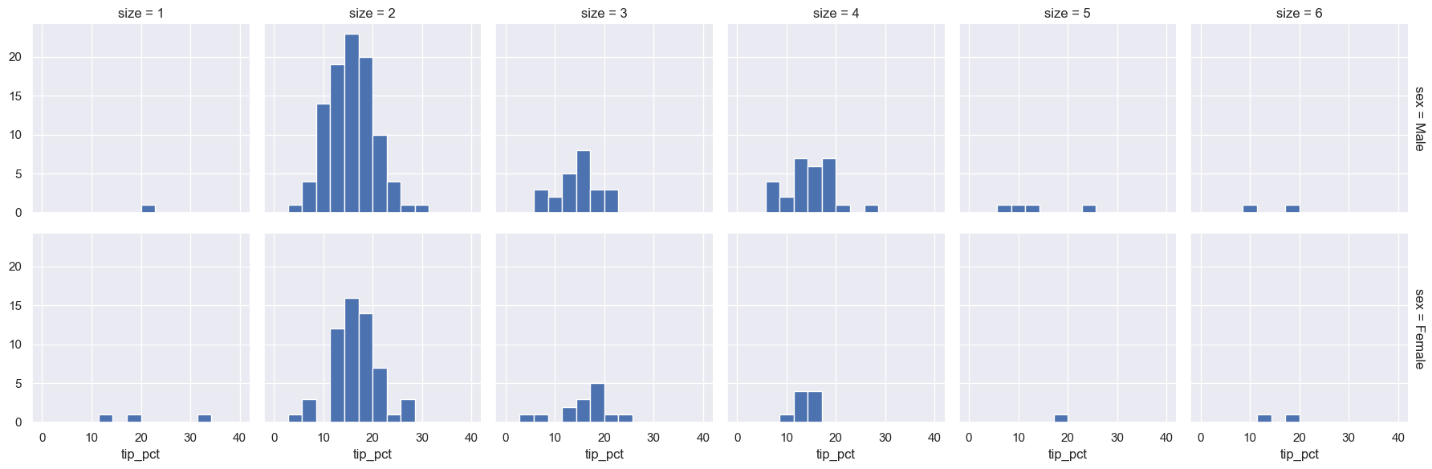 size = 1
size = 2
size = 3
size = 4
size = 5
size = 6
20
15
10
5
0
sex = Male
20
15
10
5
0
sex = Female
0 10 20 30 40
0 10 20 30 40
0 10 20 30 40
0 10 20 30 40
0 10 20 30 40
0 10 20 30 40
tip_pct
tip_pct
tip_pct
tip_pct
tip_pct
tip_pct